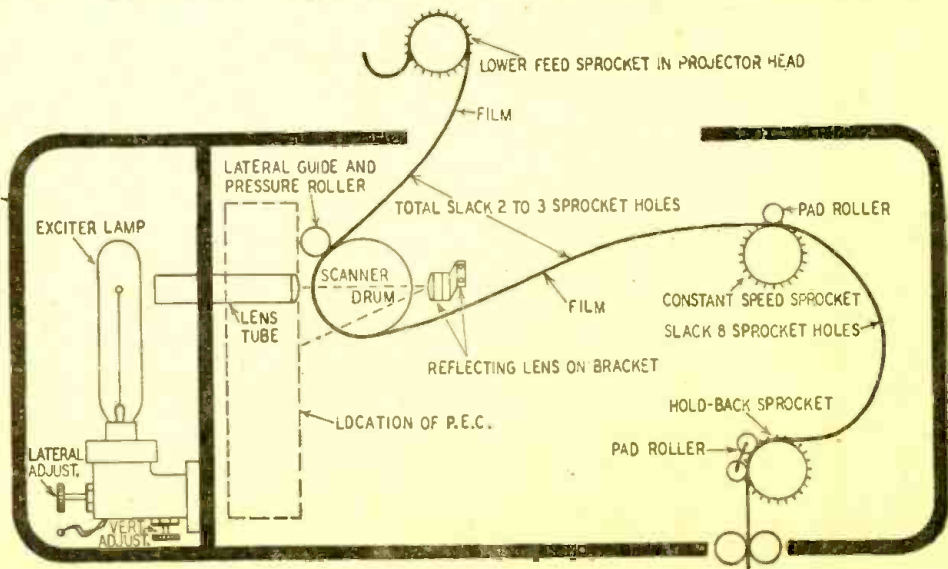 LOWER FEED SPROCKET IN PROJECTOR HEAD
FILM
LATERAL GUIDE AND
PRESSURE ROLLER
TOTAL SLACK 2 TO 3 SPROCKET HOLES
PAD ROLLER
EXCITER LAMP
SCANNER
DRUM
LENS
TUBE
FILM
CONSTANT SPEED SPROCKET
SLACK 8 SPROCKET HOLES
REFLECTING LENS ON BRACKET
HOLD-BACK SPROCKET
LOCATION OF P.E.C.
PAD ROLLER
LATERAL
ADJUST.
VERT.
ADJUST.